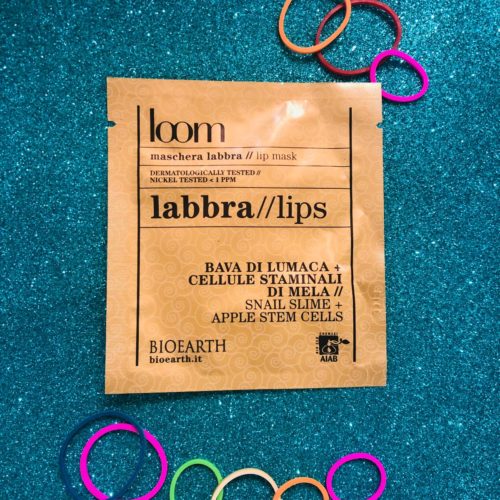 loom
maschera labbra // lip mask
DERMATOLOGICALLY TESTED //
NICKEL TESTED < 1 PPM
labbra//lips
BAVA DI LUMACA +
CELLULE STAMINALI
DI MELA //
SNAIL SLIME +
APPLE STEM CELLS
BIOEARTH
bioearth.it
AIAB